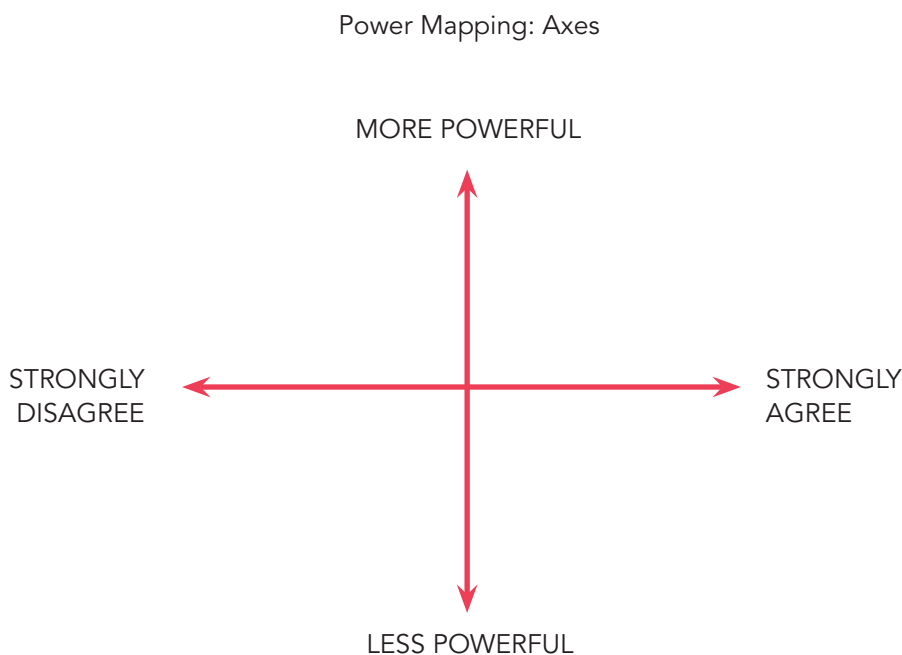 Power Mapping: Axes
MORE POWERFUL
STRONGLY
DISAGREE
STRONGLY
AGREE
LESS POWERFUL